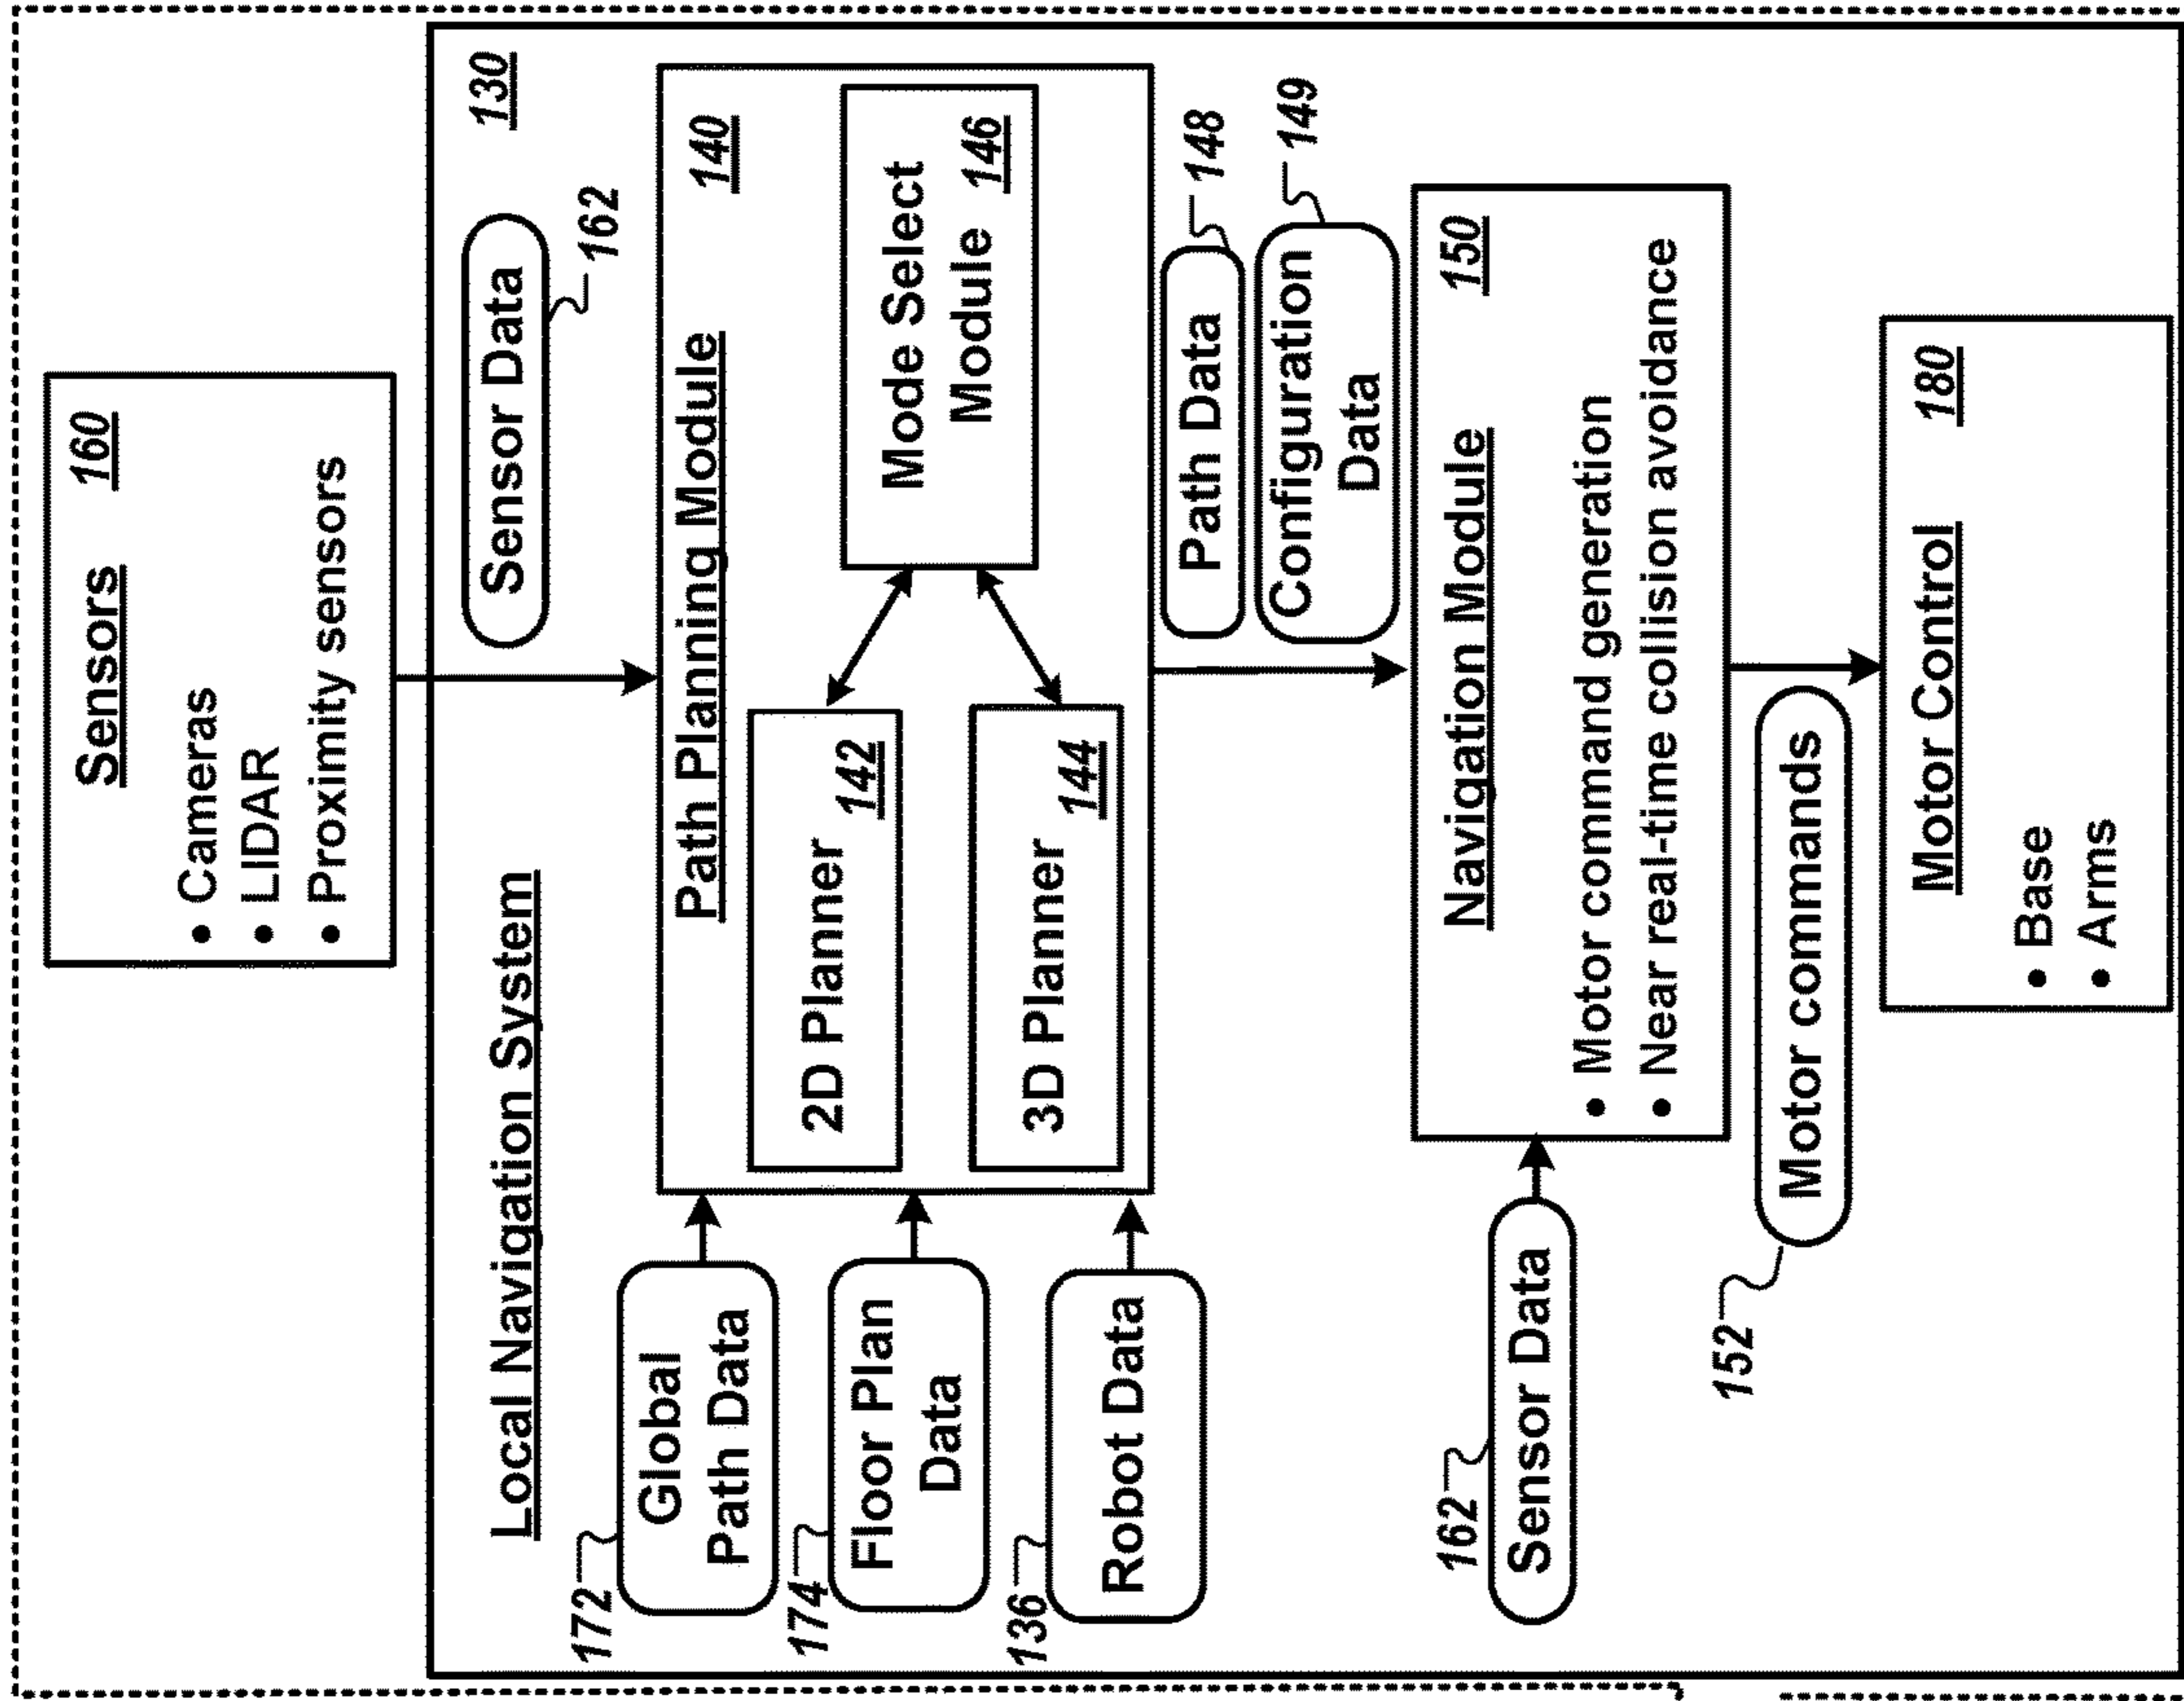 Sensors 160
• Cameras
• LIDAR
• Proximity sensors
Local Navigation System
130
Sensor Data
162
172
Global
Path Data
174
Floor Plan
Data
136
Robot Data
Path Planning Module 140
2D Planner
142
3D Planner
144
Mode Select
Module 146
Path Data
148
Configuration
Data
149
162
Sensor Data
Navigation Module 150
• Motor command generation
• Near real-time collision avoidance
152
Motor commands
Motor Control 180
• Base
• Arms